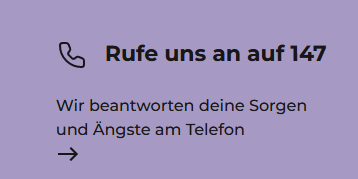 Rufe uns an auf 147
Wir beantworten deine Sorgen
und Ängste am Telefon